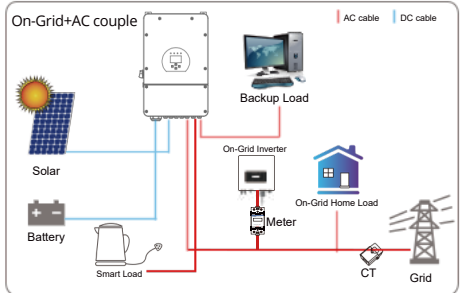 On-Grid+AC couple
AC cable
DC cable
Backup Load
Solar
On-Grid Inverter
On-Grid Home Load
Meter
Battery
Smart Load
CT
Grid